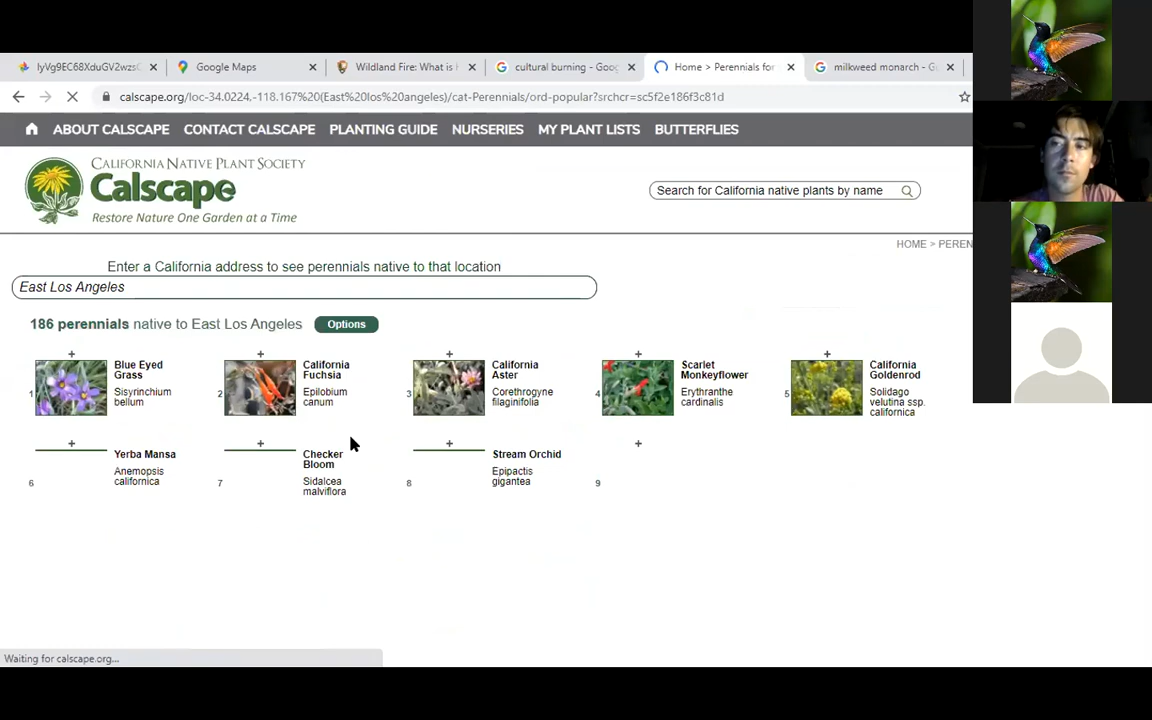 lyVg9EC68XduGV2wzs
Google Maps
Wildland Fire: What is
cultural burning - Goo
Home > Perennials for
milkweed monarch - G
calscape.org/loc-34.0224,-118.167%20(East%20los%20angeles)/cat-Perennials/ord-popular?srchcr=sc5f2e186f3c81d
ABOUT CALSCAPE CONTACT CALSCAPE PLANTING GUIDE NURSERIES MY PLANT LISTS BUTTERFLIES
CALIFORNIA NATIVE PLANT SOCIETY
Calscape
Restore Nature One Garden at a Time
Search for California native plants by name
HOME > PEREN
Enter a California address to see perennials native to that location
East Los Angeles
186 perennials native to East Los Angeles Options
1
Blue Eyed
Grass
Sisyrinchium
bellum
2
California
Fuchsia
Epilobium
canum
3
California
Aster
Corethrogyne
filaginifolia
4
Scarlet
Monkeyflower
Erythranthe
cardinalis
5
California
Goldenrod
Solidago
velutina ssp.
californica
6
Yerba Mansa
Anemopsis
californica
7
Checker
Bloom
Sidalcea
malviflora
8
Stream Orchid
Epipactis
gigantea
9
Waiting for calscape.org...